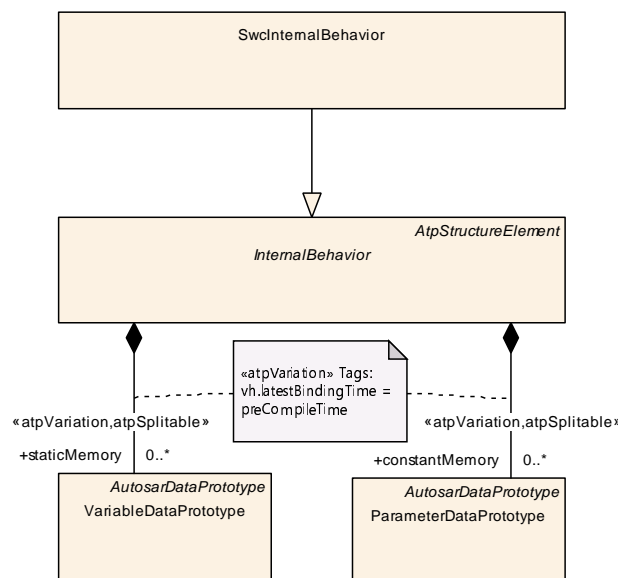 SwcInternalBehavior
AtpStructureElement
InternalBehavior
«atpVariation» Tags:
vh.latestBindingTime =
preCompileTime
«atpVariation,atpSplitable»
«atpVariation,atpSplitable»
+staticMemory 0..*
+constantMemory 0..*
AutosarDataPrototype
VariableDataPrototype
AutosarDataPrototype
ParameterDataPrototype